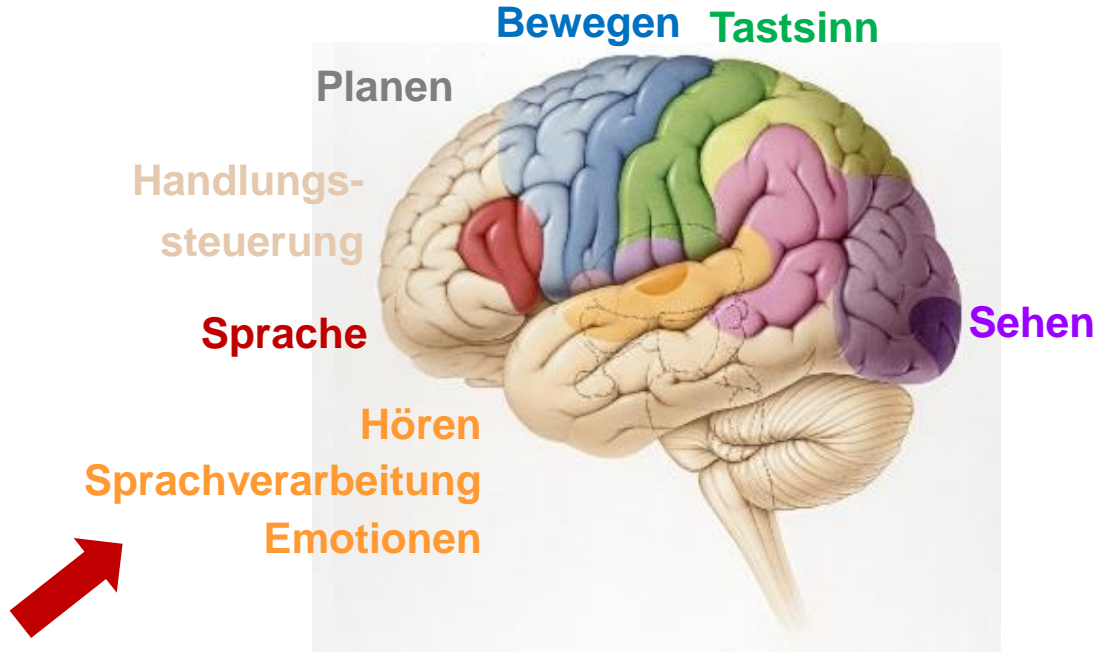 Bewegen
Tastsinn
Planen
Handlungs-
steuerung
Sprache
Sehen
Hören
Sprachverarbeitung
Emotionen